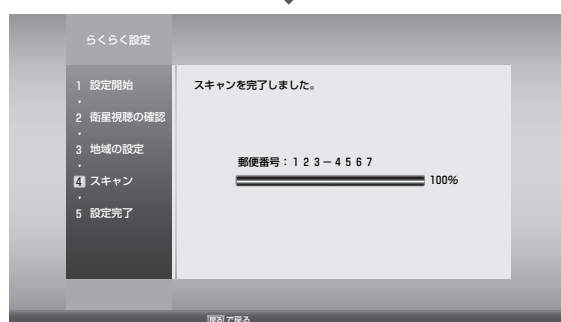 らくらく設定
1 設定開始
2 衛星視聴の確認
3 地域の設定
4 スキャン
5 設定完了
スキャンを完了しました。
郵便番号：１２３－４５６７
100%
戻る で戻る